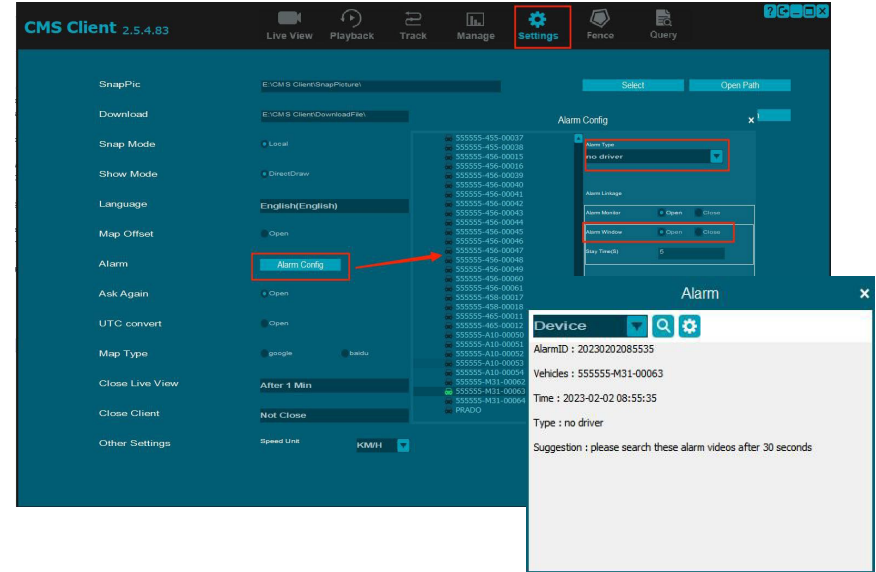 CMS Client 2.5.4.83
Live View
Playback
Track
Manage
Settings
Fence
Query
SnapPic
E:\CMS Client\SnapPicture\
Select
Open Path
Download
E:\CMS Client\DownloadFile\
Snap Mode
Local
Show Mode
DirectDraw
Language
English(English)
Map Offset
Open
Alarm
Alarm Config
Ask Again
Open
UTC convert
Open
Map Type
google
baidu
Close Live View
After 1 Min
Close Client
Not Close
Other Settings
Speed Unit
KM/H
Alarm Config
x
555555-455-00037
555555-455-00038
555555-456-00015
555555-456-00016
555555-456-00039
555555-456-00040
555555-456-00041
555555-456-00042
555555-456-00043
555555-456-00044
555555-456-00045
555555-456-00046
555555-456-00047
555555-456-00048
555555-456-00049
555555-456-00060
555555-456-00061
555555-458-00017
555555-458-00018
555555-465-00011
555555-465-00012
555555-A10-00050
555555-A10-00051
555555-A10-00052
555555-A10-00053
555555-A10-00054
555555-M31-00062
555555-M31-00063
555555-M31-00064
PRADO
Alarm Type
no driver
Alarm Linkage
Alarm Monitor
Open
Close
Alarm Window
Open
Close
Stay Time(S)
5
Alarm
x
Device
AlarmID : 20230202085535
Vehicles : 555555-M31-00063
Time : 2023-02-02 08:55:35
Type : no driver
Suggestion : please search these alarm videos after 30 seconds